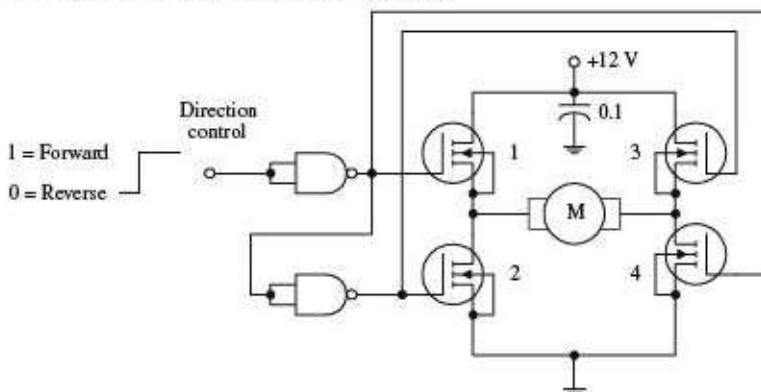 +12 V
Direction
control
0.1
1 = Forward
0 = Reverse
1
3
M
2
4